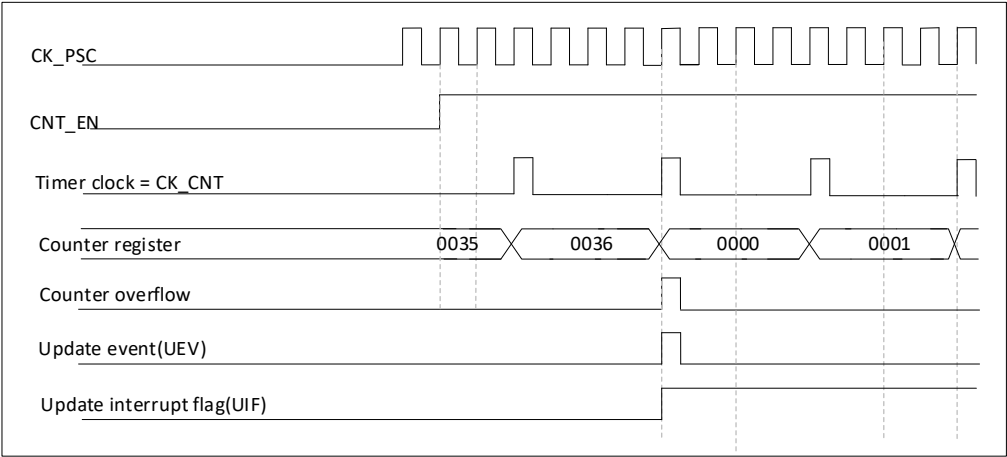 CK_PSC
CNT_EN
Timer clock = CK_CNT
Counter register 0035 0036 0000 0001
Counter overflow
Update event(UEV)
Update interrupt flag(UIF)